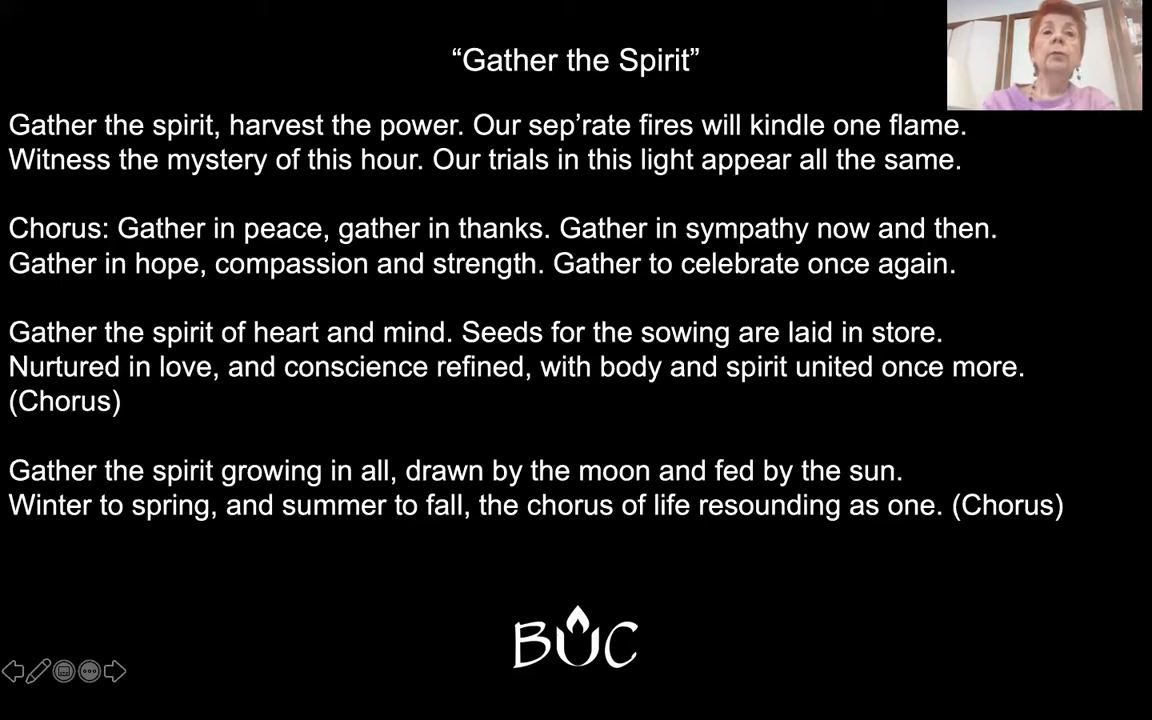 “Gather the Spirit”
Gather the spirit, harvest the power. Our sep’rate fires will kindle one flame.
Witness the mystery of this hour. Our trials in this light appear all the same.
Chorus: Gather in peace, gather in thanks. Gather in sympathy now and then.
Gather in hope, compassion and strength. Gather to celebrate once again.
Gather the spirit of heart and mind. Seeds for the sowing are laid in store.
Nurtured in love, and conscience refined, with body and spirit united once more.
(Chorus)
Gather the spirit growing in all, drawn by the moon and fed by the sun.
Winter to spring, and summer to fall, the chorus of life resounding as one. (Chorus)
BUC